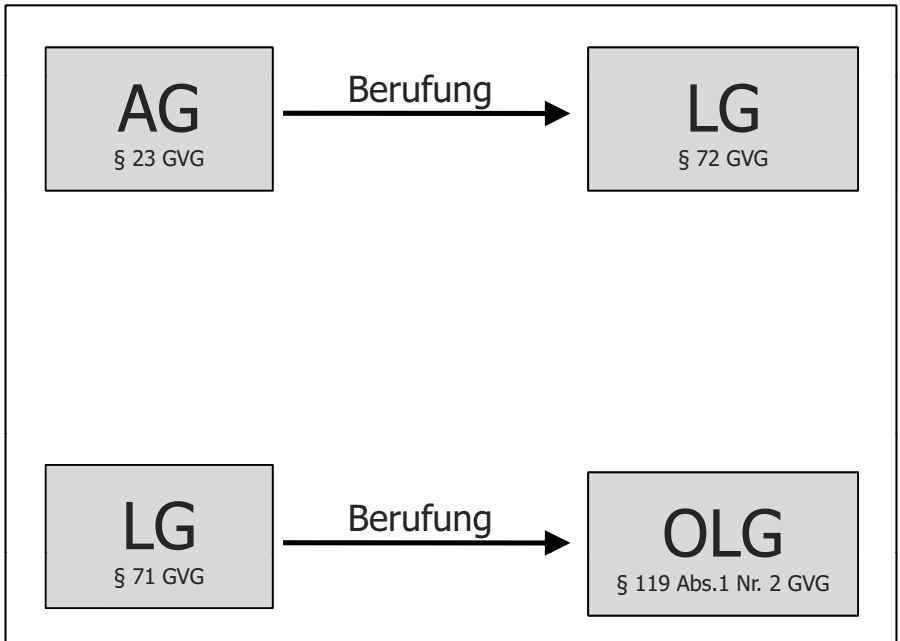 AG
§ 23 GVG
Berufung
LG
§ 72 GVG
LG
§ 71 GVG
Berufung
OLG
§ 119 Abs.1 Nr. 2 GVG